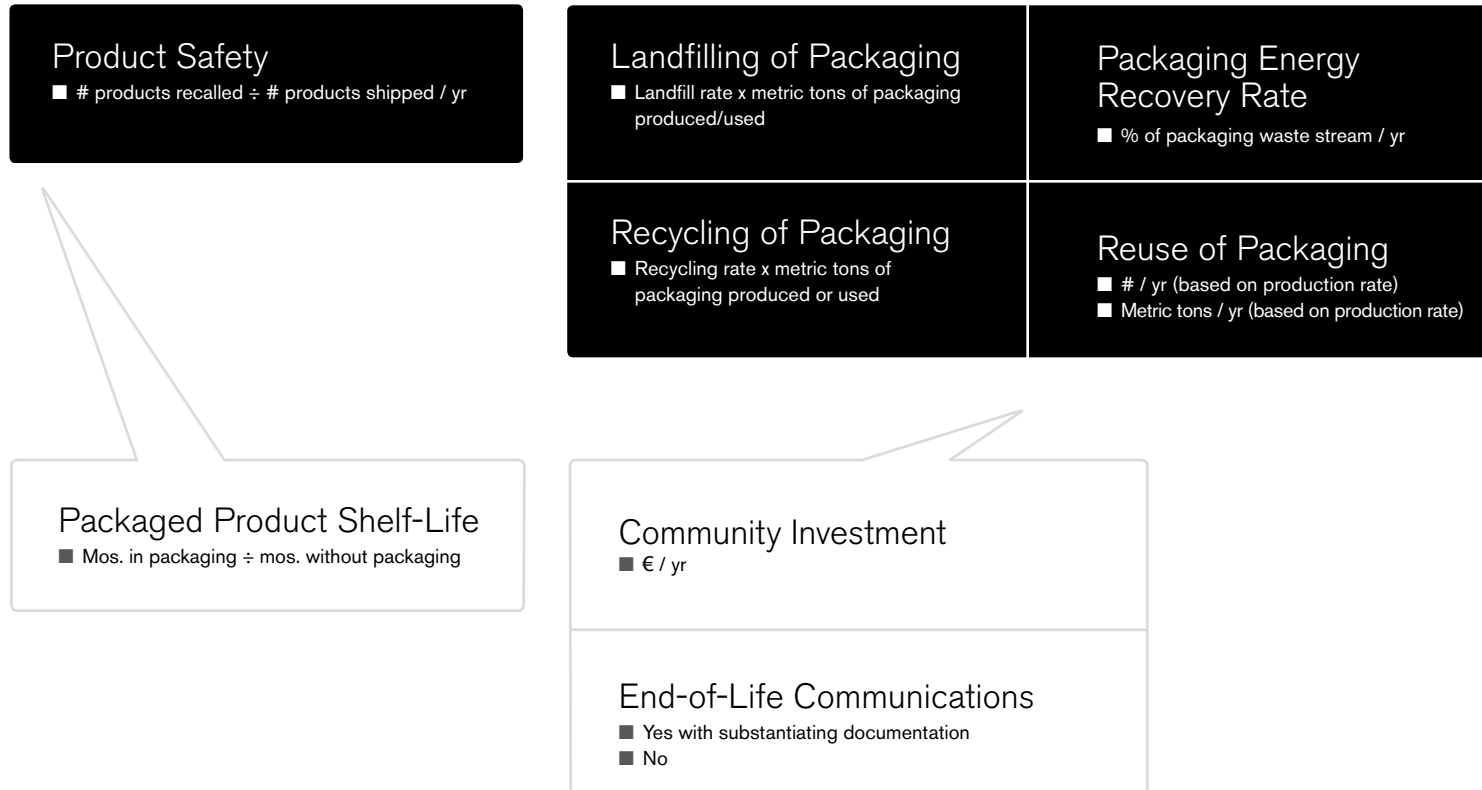 Product Safety
■ # products recalled ÷ # products shipped / yr
Landfilling of Packaging
■ Landfill rate x metric tons of packaging
produced/used
Packaging Energy
Recovery Rate
■ % of packaging waste stream / yr
Recycling of Packaging
■ Recycling rate x metric tons of
packaging produced or used
Reuse of Packaging
■ # / yr (based on production rate)
■ Metric tons / yr (based on production rate)
Packaged Product Shelf-Life
■ Mos. in packaging ÷ mos. without packaging
Community Investment
■ € / yr
End-of-Life Communications
■ Yes with substantiating documentation
■ No